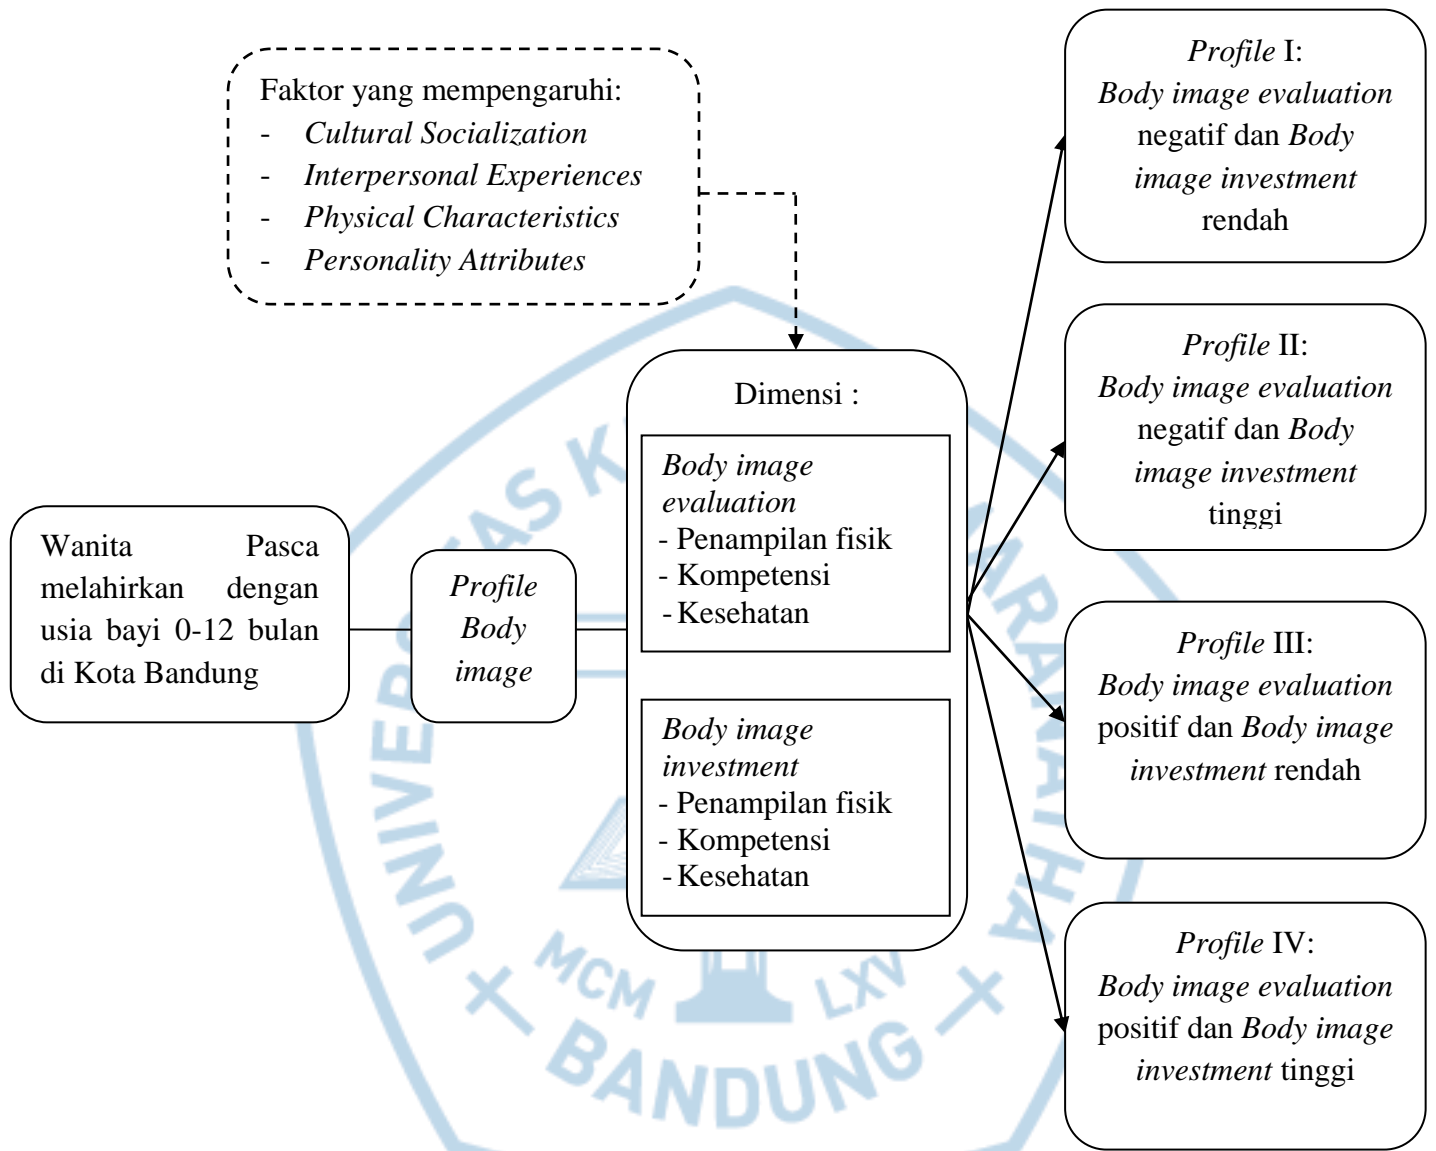 Faktor yang mempengaruhi:
- Cultural Socialization
- Interpersonal Experiences
- Physical Characteristics
- Personality Attributes
Wanita Pasca
melahirkan dengan
usia bayi 0-12 bulan
di Kota Bandung
Profile
Body
image
Dimensi :
Body image
evaluation
- Penampilan fisik
- Kompetensi
- Kesehatan
Body image
investment
- Penampilan fisik
- Kompetensi
- Kesehatan
Profile I:
Body image evaluation
negatif dan Body
image investment
rendah
Profile II:
Body image evaluation
negatif dan Body
image investment
tinggi
Profile III:
Body image evaluation
positif dan Body image
investment rendah
Profile IV:
Body image evaluation
positif dan Body image
investment tinggi
MCM LXV
BANDUNG